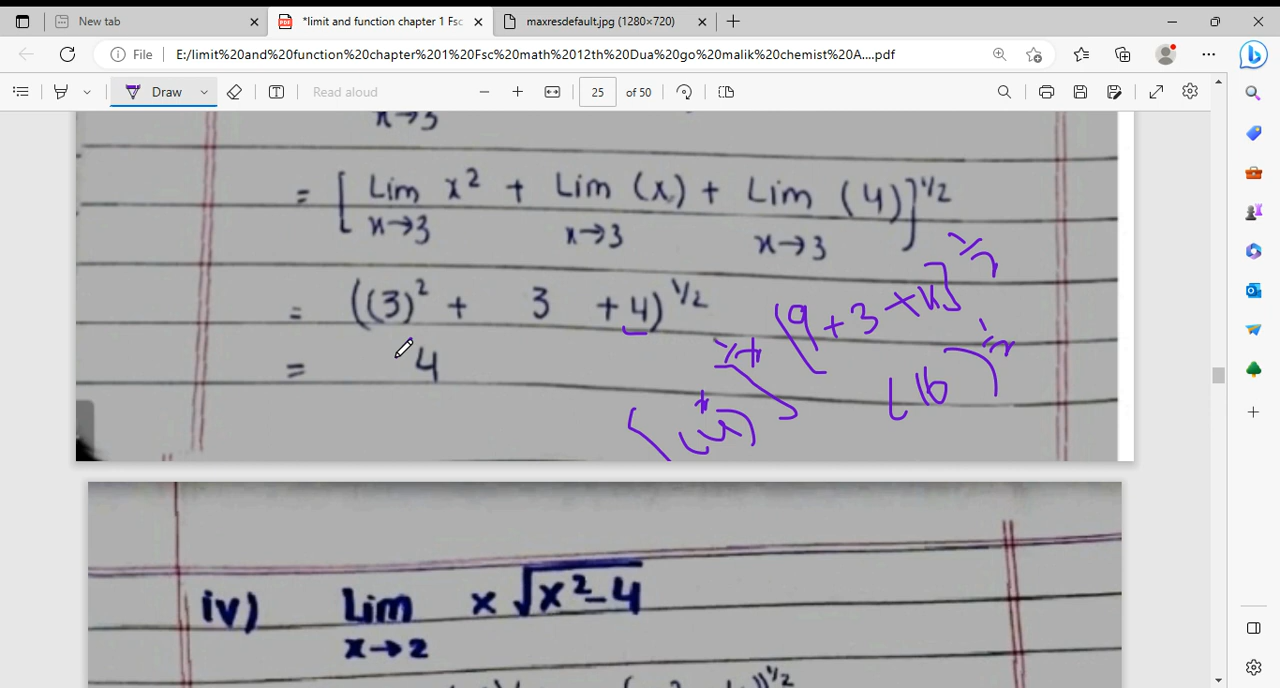 New tab
*limit and function chapter 1 Fsc
maxresdefault.jpg (1280×720)
File E:/limit%20and%20function%20chapter%201%20Fsc%20math%2012th%20Dua%20go%20malik%20chemist%20A....pdf
Draw
Read aloud
25 of 50
x→3
= [ Lim x² + Lim (x) + Lim (4) ]^1/2
x→3 x→3 x→3
= ((3)² + 3 + 4)^1/2
(9 + 3 + 4)^1/2
= 4
(16)^1/2
iv) Lim x √x²-4
x→2